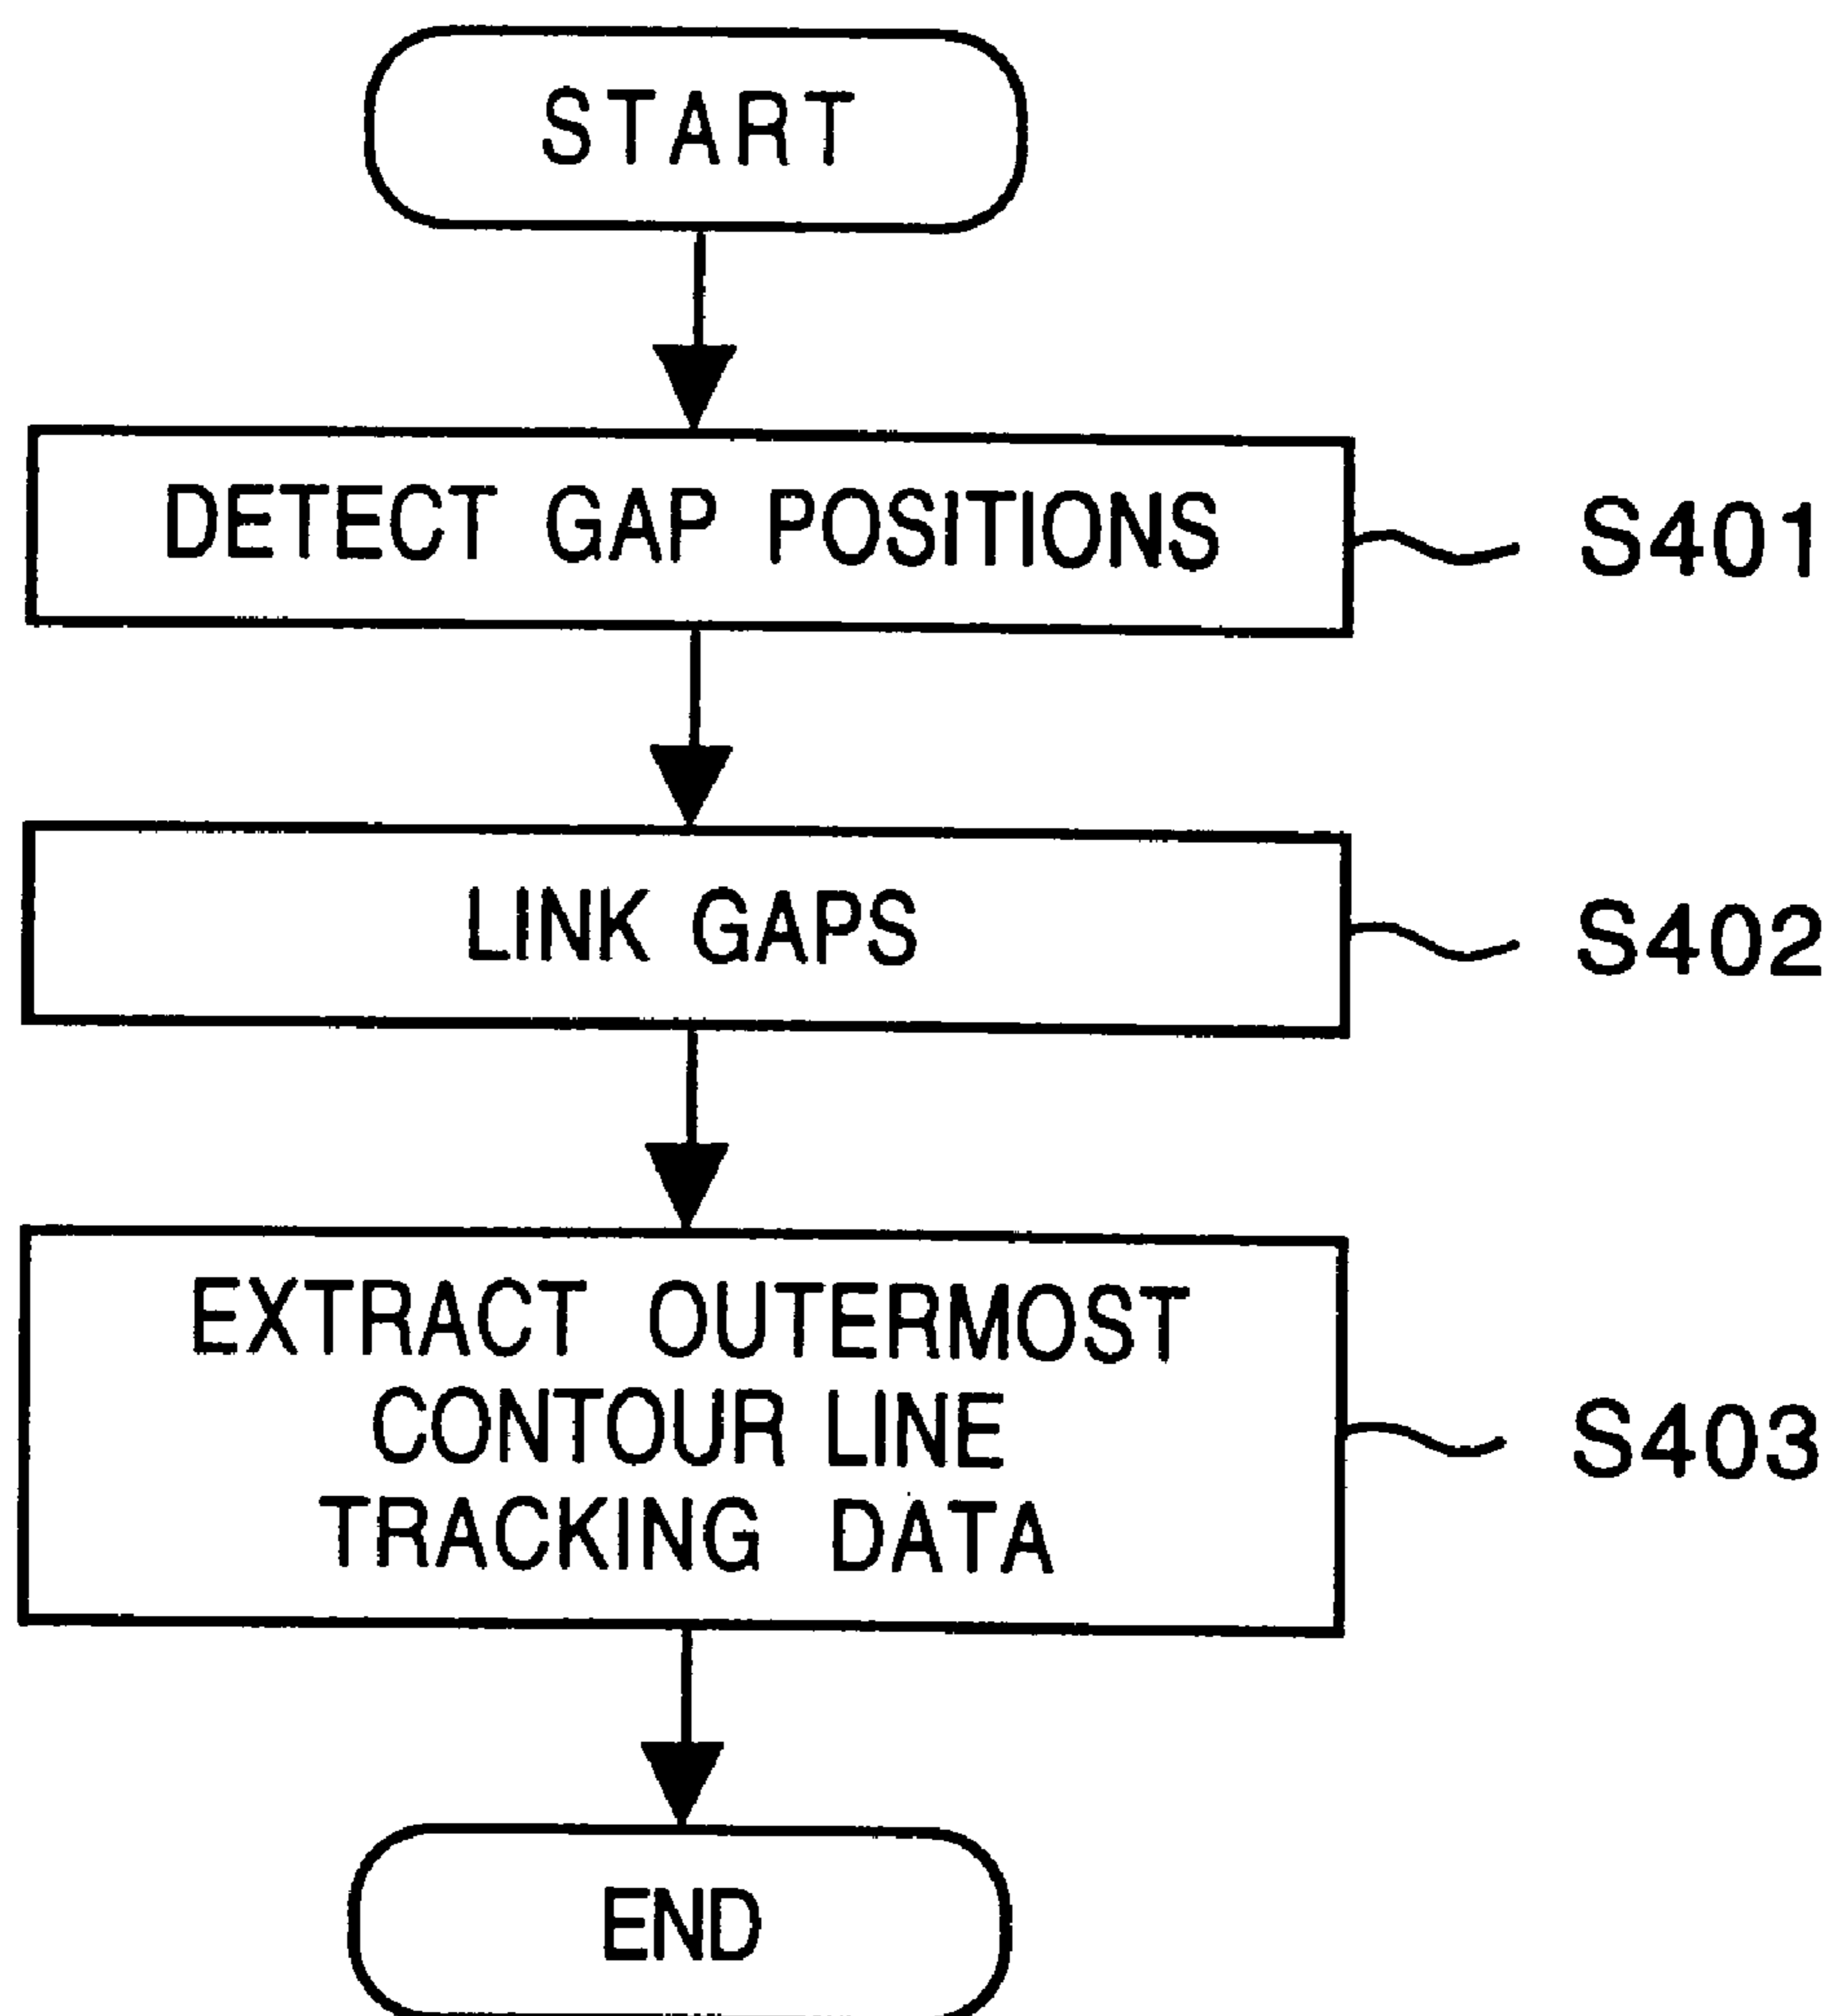 START
DETECT GAP POSITIONS
S401
LINK GAPS
S402
EXTRACT OUTERMOST
CONTOUR LINE
TRACKING DATA
S403
END